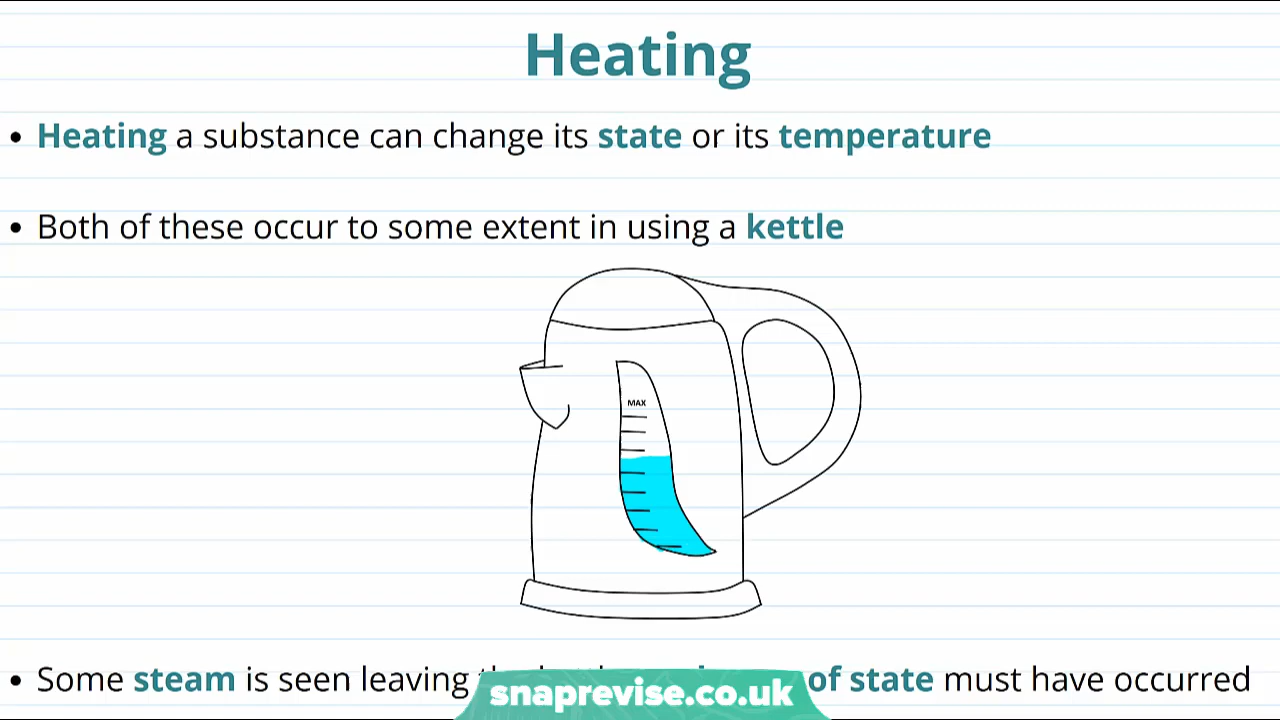 Heating
• Heating a substance can change its state or its temperature
• Both of these occur to some extent in using a kettle
MAX
• Some steam is seen leaving of state must have occurred
snaprevise.co.uk